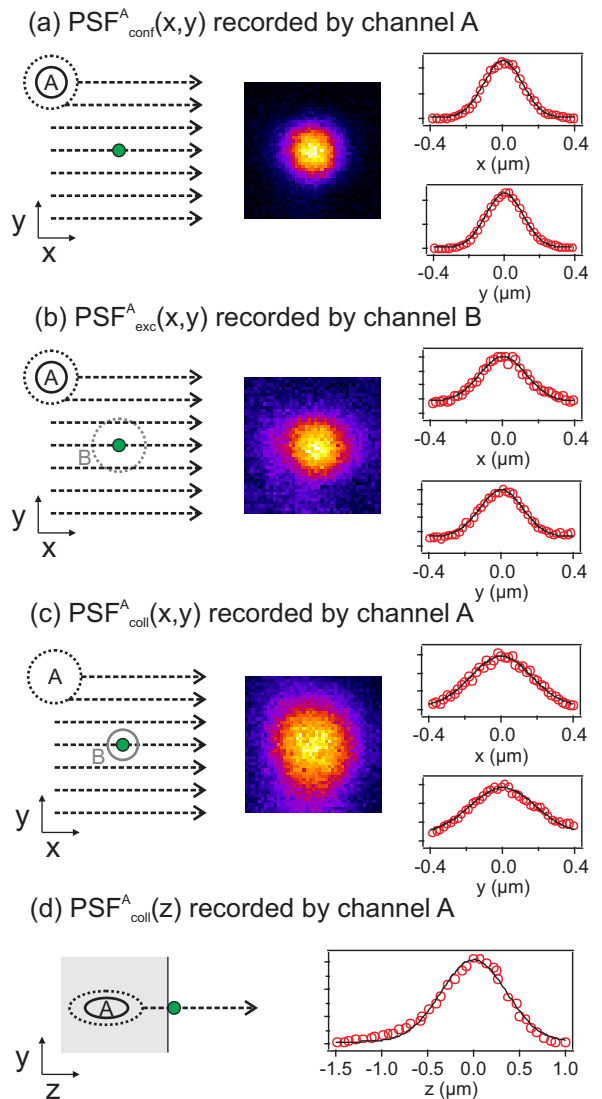 (a) PSF^A_conf(x,y) recorded by channel A
A
y
x
-0.4 0.0 0.4
x (µm)
-0.4 0.0 0.4
y (µm)
(b) PSF^A_exc(x,y) recorded by channel B
A
B
y
x
-0.4 0.0 0.4
x (µm)
-0.4 0.0 0.4
y (µm)
(c) PSF^A_coll(x,y) recorded by channel A
A
B
y
x
-0.4 0.0 0.4
x (µm)
-0.4 0.0 0.4
y (µm)
(d) PSF^A_coll(z) recorded by channel A
A
y
z
-1.5 -1.0 -0.5 0.0 0.5 1.0
z (µm)